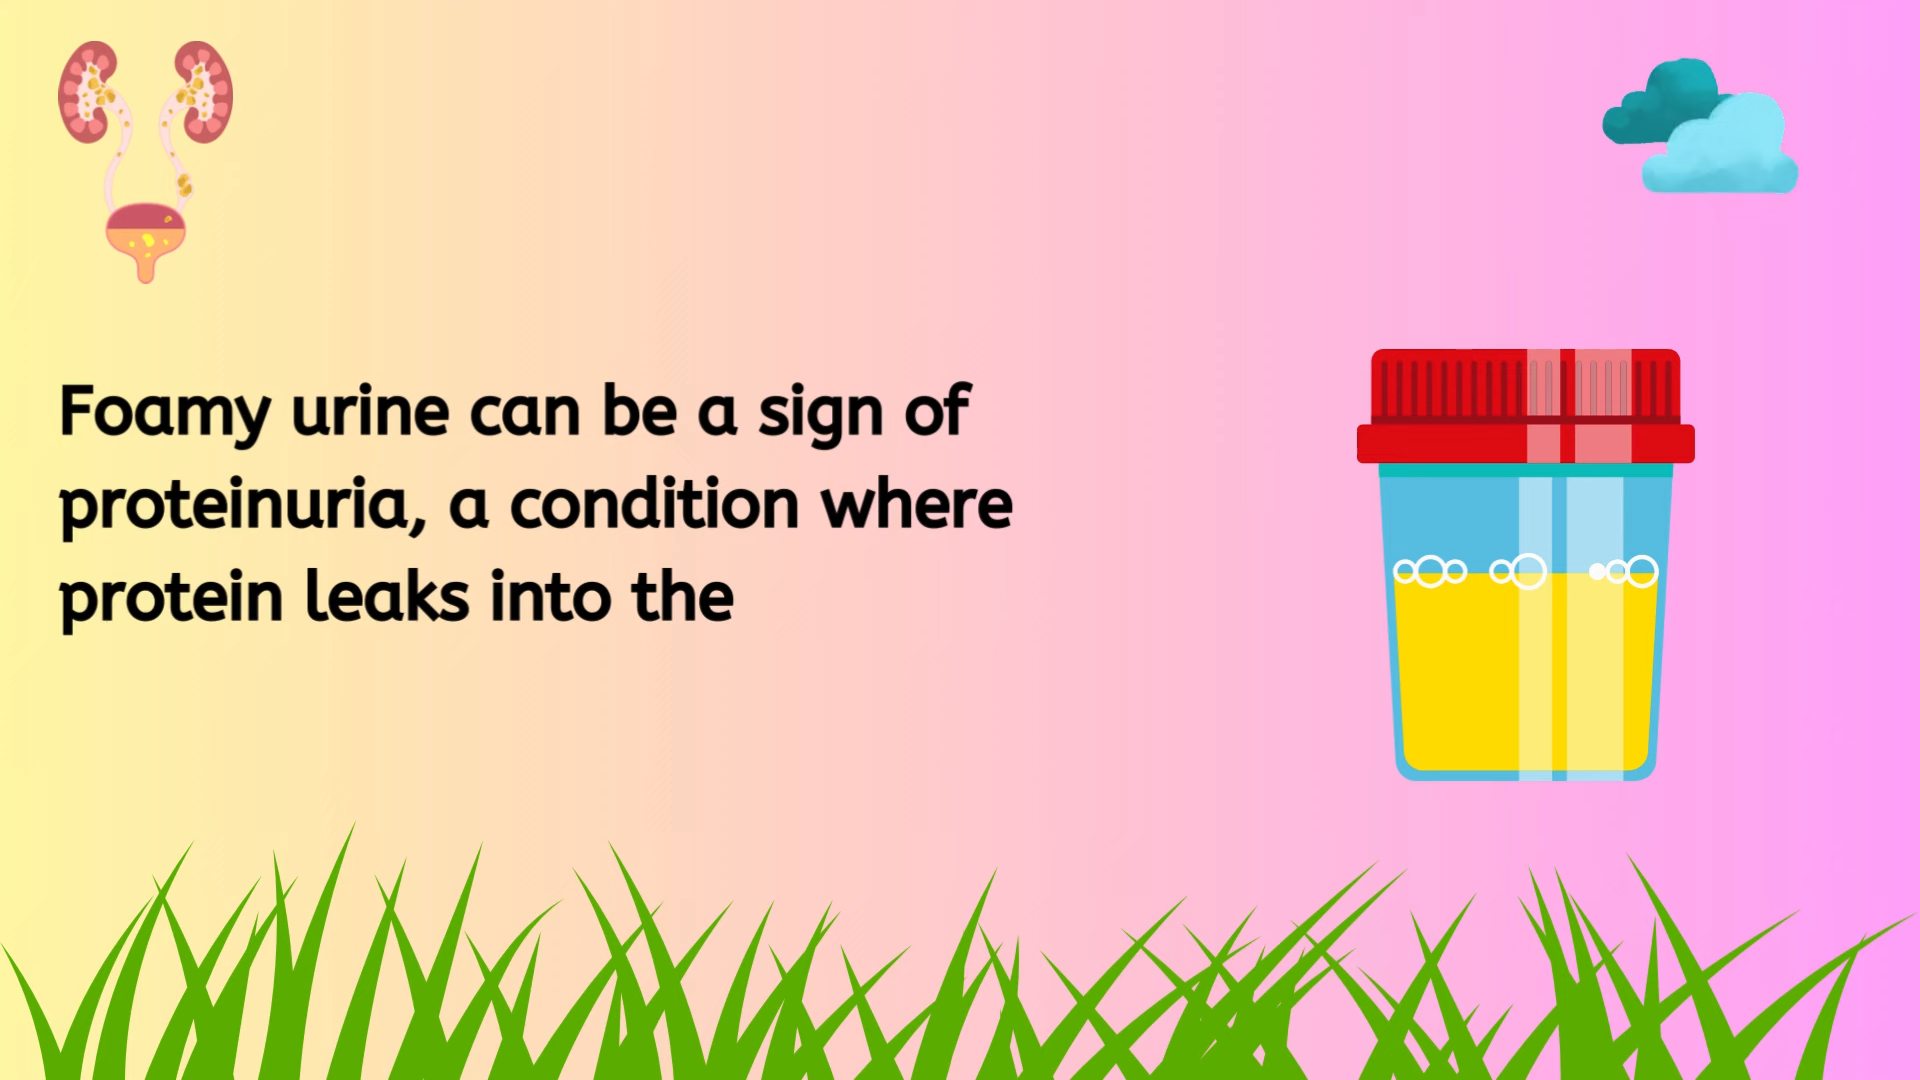 Foamy urine can be a sign of
proteinuria, a condition where
protein leaks into the